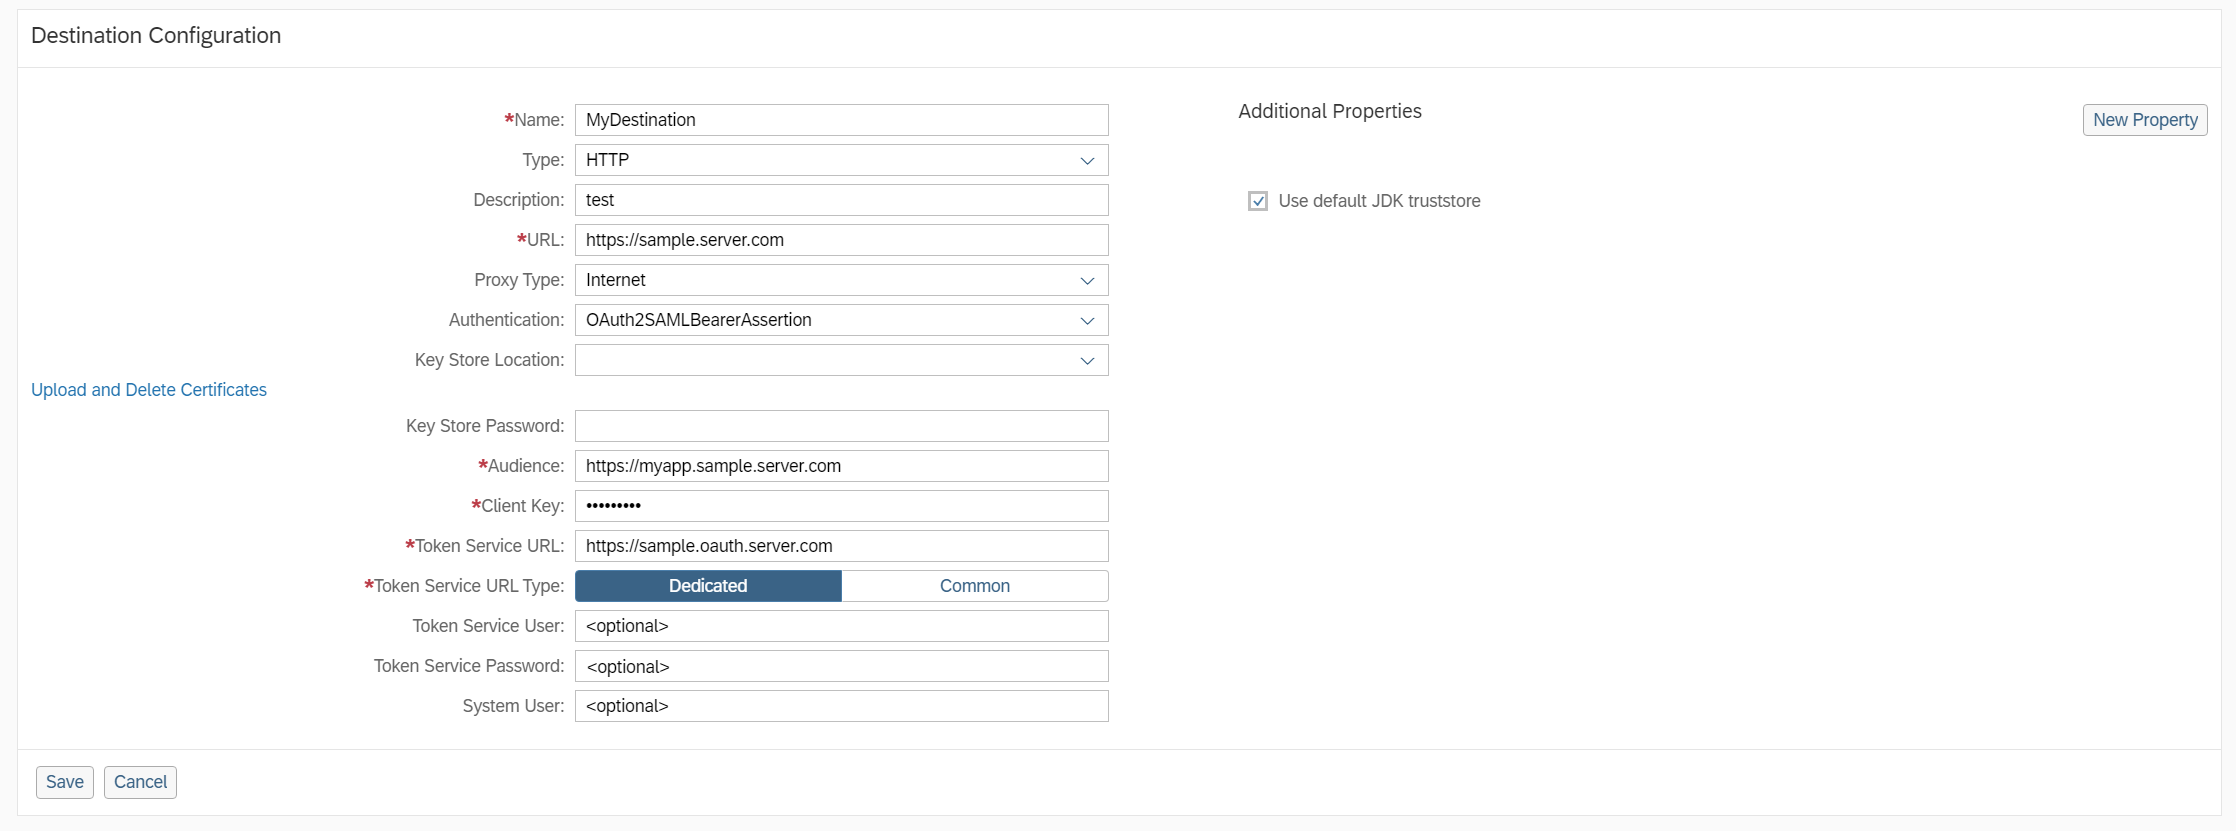 Destination Configuration
*Name: MyDestination
Type: HTTP
Description: test
*URL: https://sample.server.com
Proxy Type: Internet
Authentication: OAuth2SAMLBearerAssertion
Key Store Location:
Upload and Delete Certificates
Key Store Password:
*Audience: https://myapp.sample.server.com
*Client Key: •••••••••
*Token Service URL: https://sample.oauth.server.com
*Token Service URL Type: Dedicated Common
Token Service User: <optional>
Token Service Password: <optional>
System User: <optional>
Additional Properties
New Property
Use default JDK truststore
Save Cancel